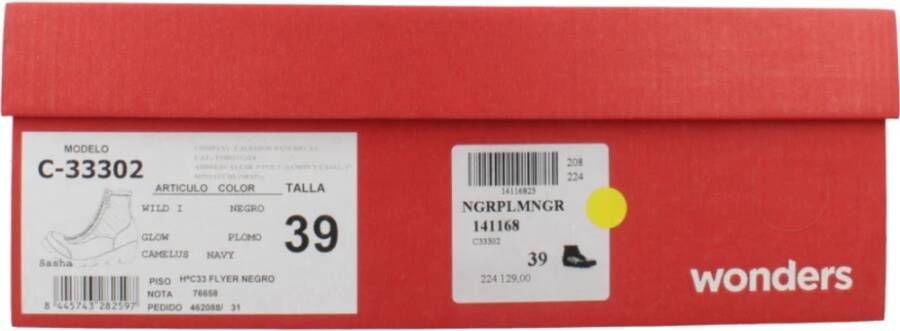 MODELO
C-33302
ARTICULO COLOR TALLA
WILD I NEGRO
GLOW PLOMO
CAMELUS NAVY
39
Sasha
8 445743 282597
PISO HªC33 FLYER NEGRO
NOTA 76658
PEDIDO 462088/ 31
14116825
208
224
NGRPLMNGR
141168
C33302
39
224 129,00
wonders